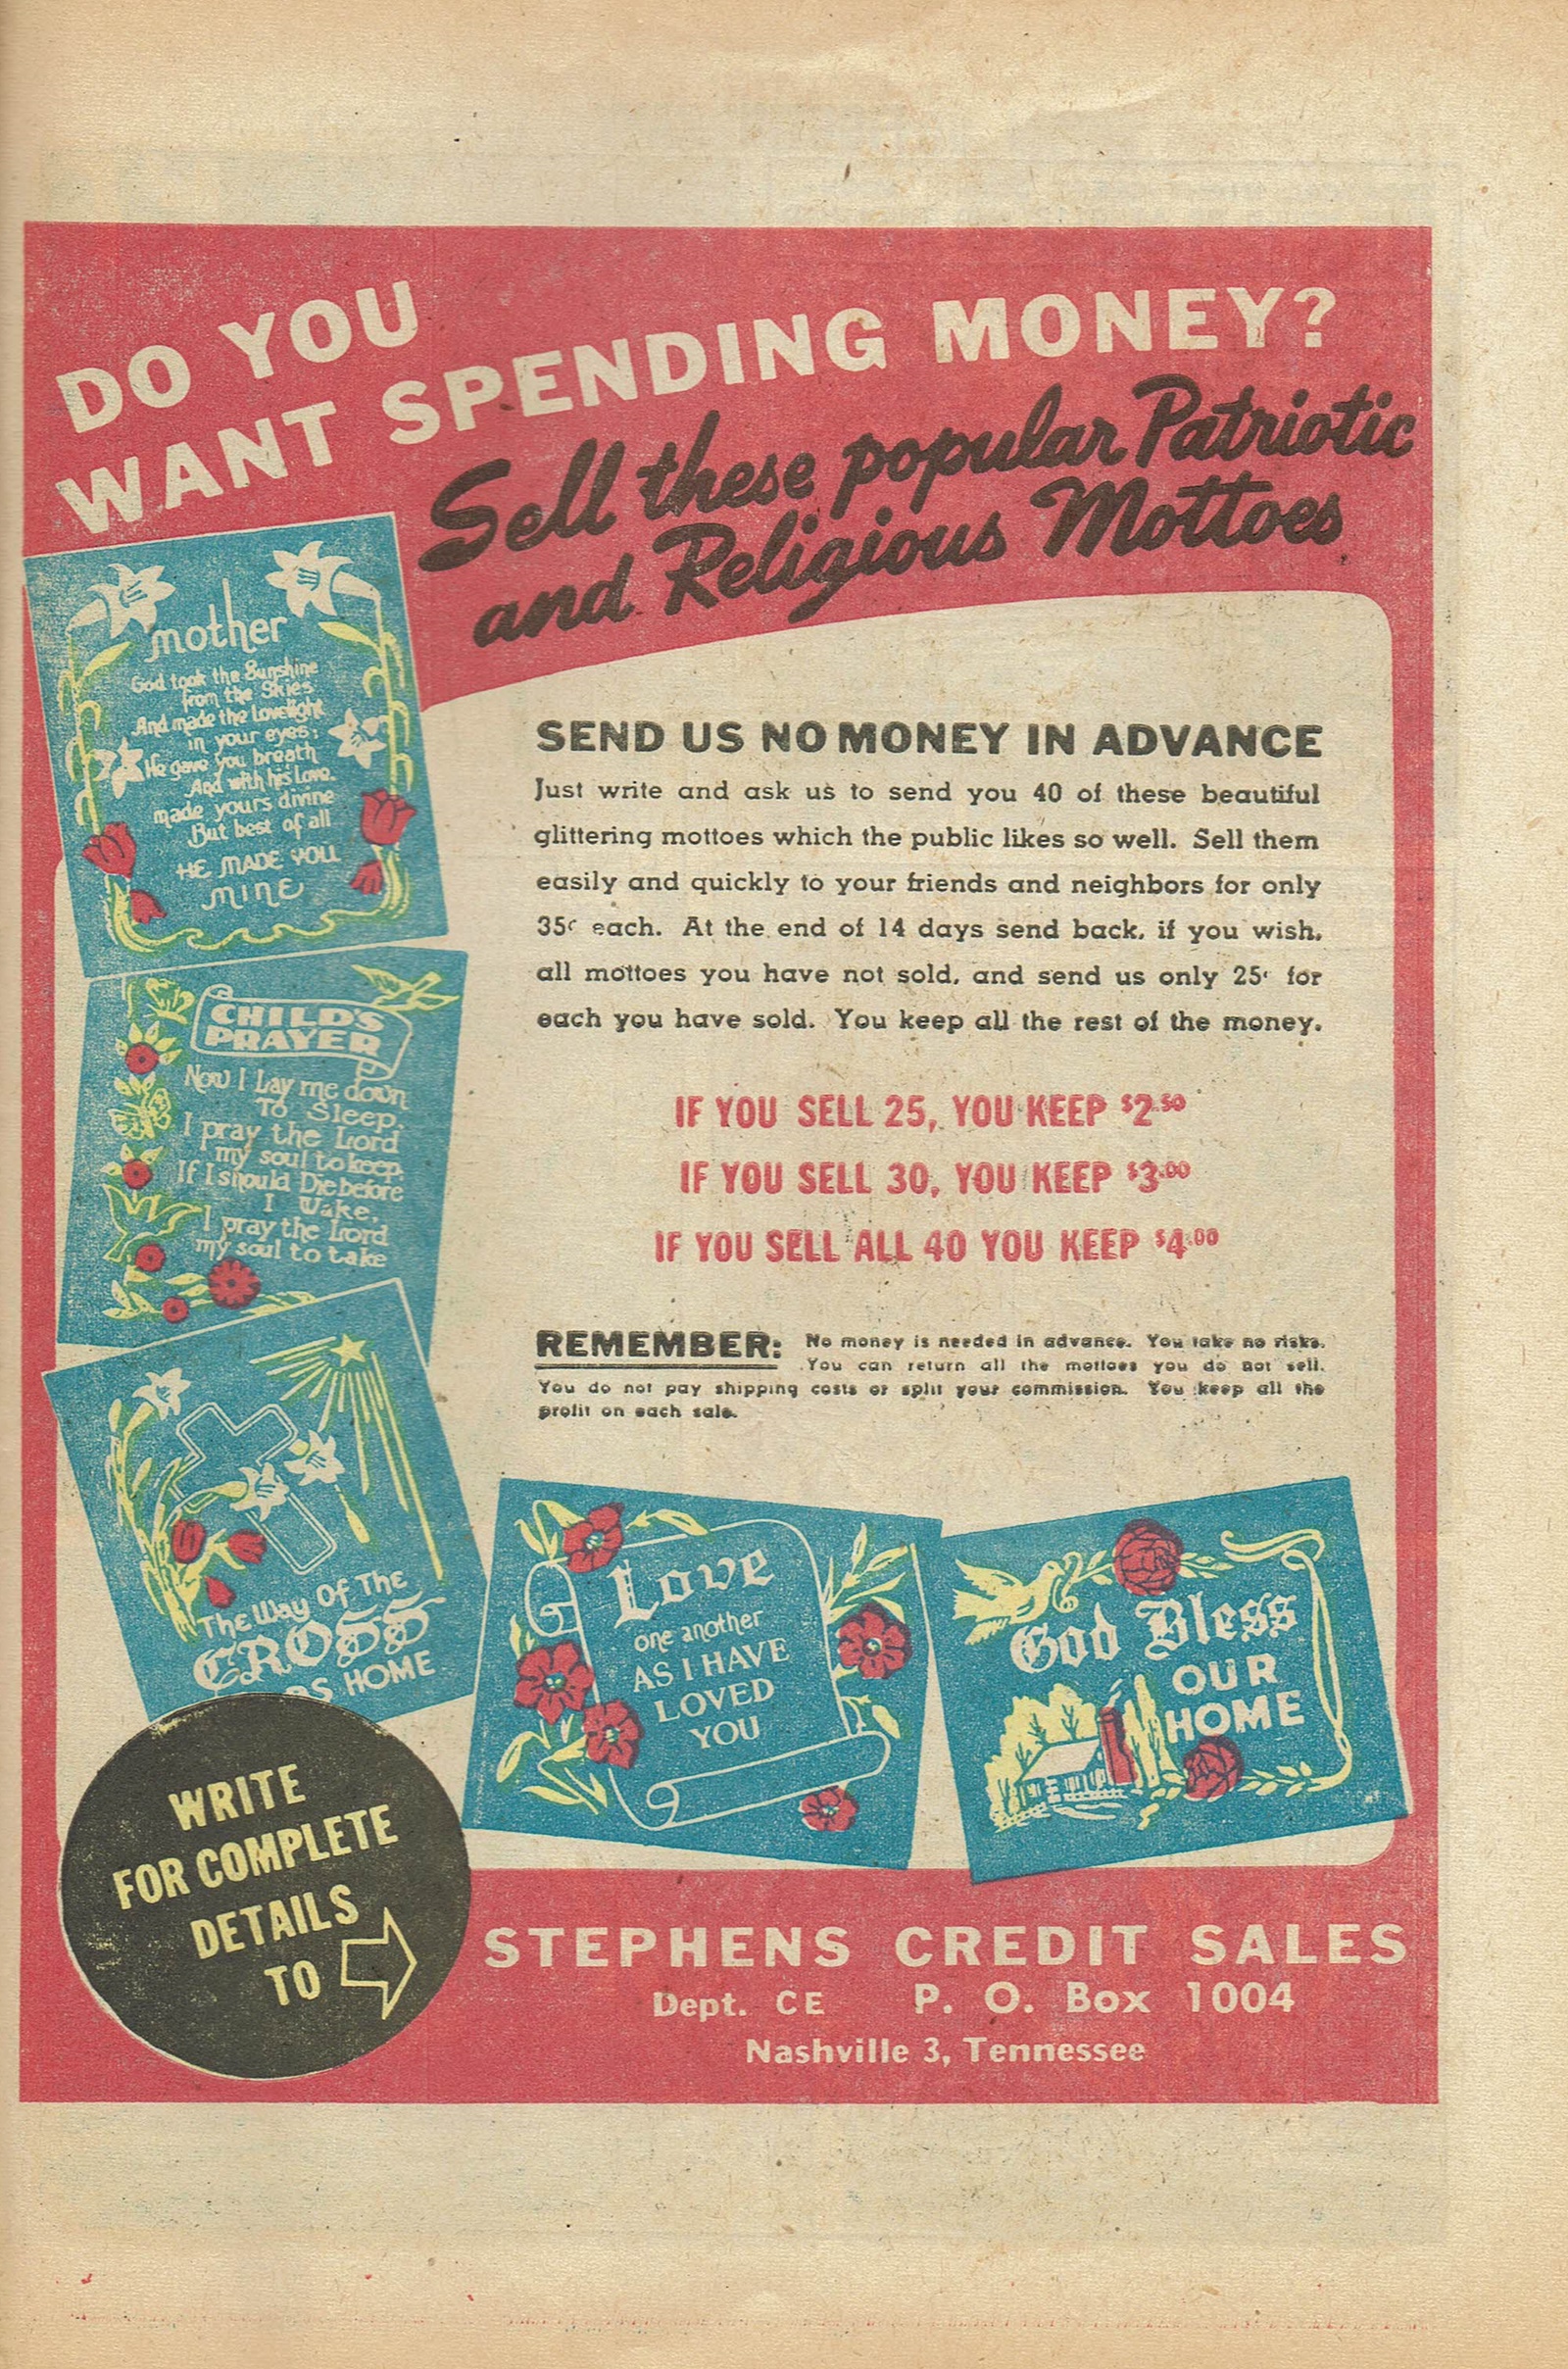 DO YOU
WANT SPENDING MONEY?
Sell these popular Patriotic
and Religious Mottoes
mother
God took the Sunshine
from the Skies
And made the Lovelight
in your eyes;
He gave you breath
And with his Love.
made yours divine
But best of all
HE MADE YOU
MINE
CHILD'S
PRAYER
Now I Lay me down
To Sleep.
I pray the Lord
my soul to keep.
If I should Die before
I Wake,
I pray the Lord
my soul to take
The Way Of The
CROSS
HOME
SEND US NO MONEY IN ADVANCE
Just write and ask us to send you 40 of these beautiful
glittering mottoes which the public likes so well. Sell them
easily and quickly to your friends and neighbors for only
35¢ each. At the end of 14 days send back, if you wish,
all mottoes you have not sold, and send us only 25¢ for
each you have sold. You keep all the rest of the money.
IF YOU SELL 25, YOU KEEP $2.50
IF YOU SELL 30, YOU KEEP $3.00
IF YOU SELL ALL 40 YOU KEEP $4.00
REMEMBER: No money is needed in advance. You take no risks.
You can return all the mottoes you do not sell.
You do not pay shipping costs or split your commission. You keep all the
profit on each sale.
Love
one another
AS I HAVE
LOVED
YOU
God Bless
OUR
HOME
WRITE
FOR COMPLETE
DETAILS
TO
STEPHENS CREDIT SALES
Dept. CE P. O. Box 1004
Nashville 3, Tennessee